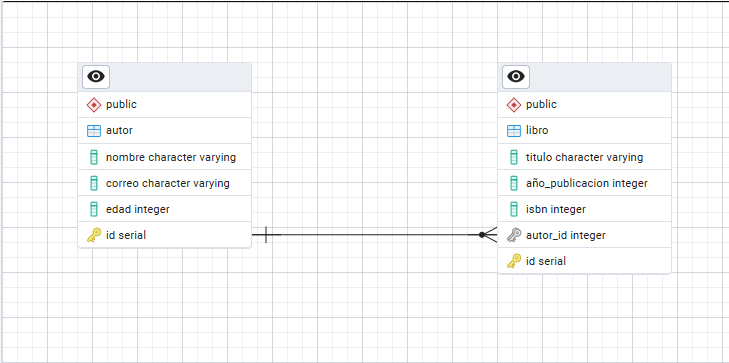 public
autor
nombre character varying
correo character varying
edad integer
id serial
public
libro
titulo character varying
año_publicacion integer
isbn integer
autor_id integer
id serial